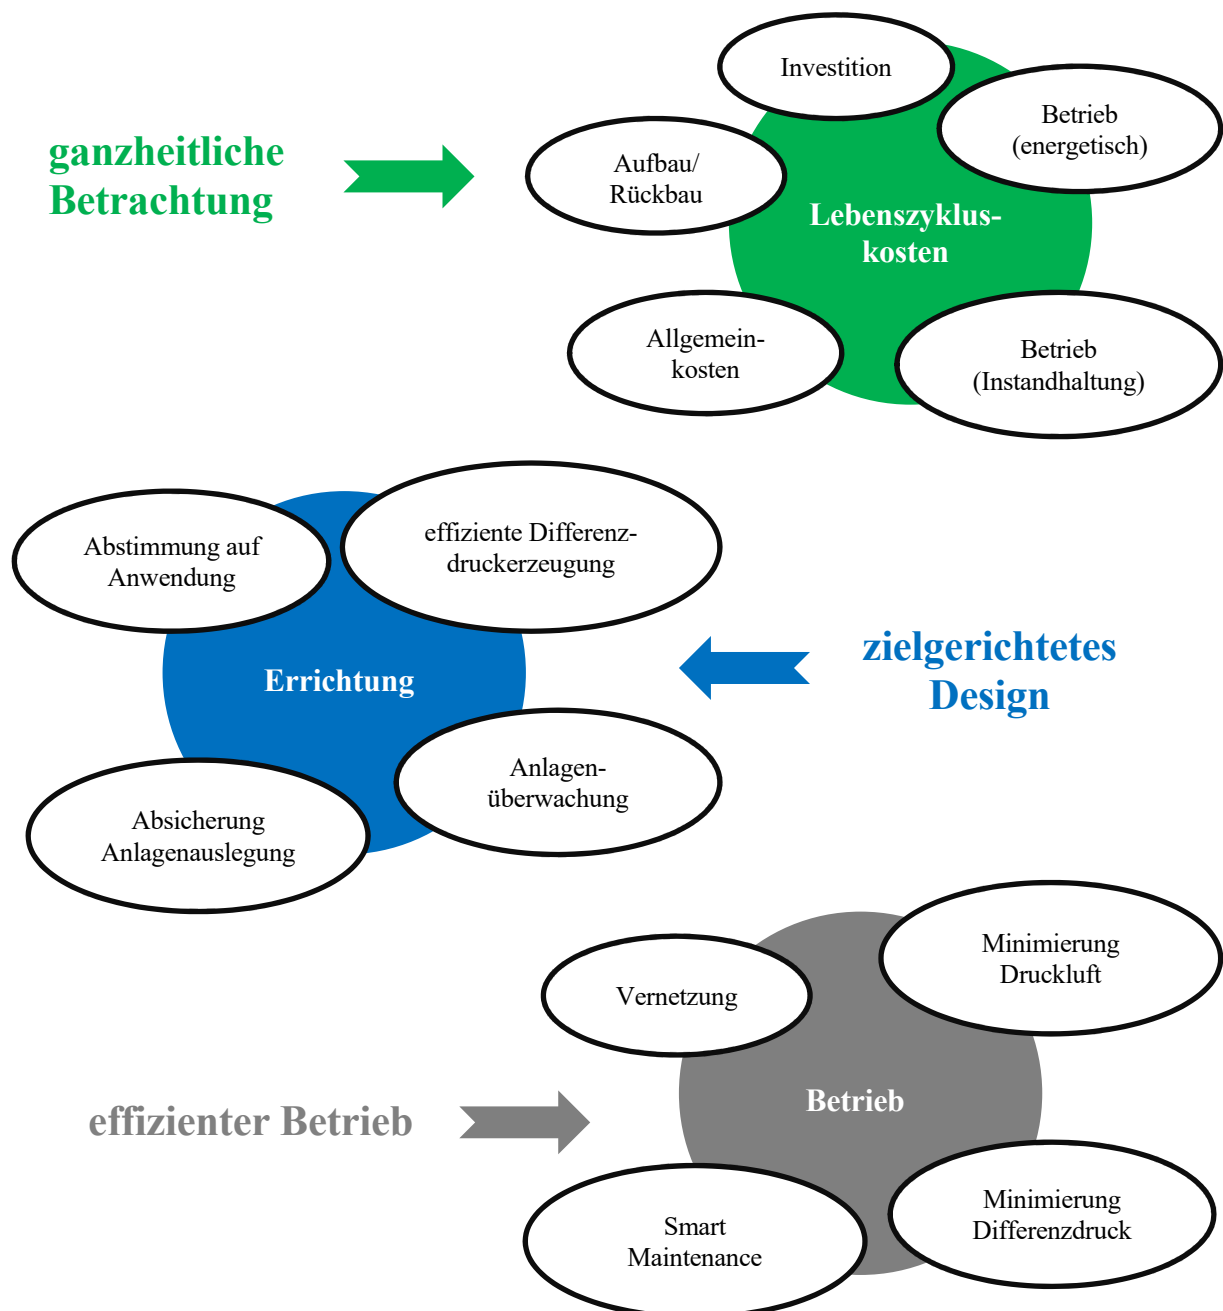 Investition
Betrieb
(energetisch)
ganzheitliche
Betrachtung
Aufbau/
Rückbau
Lebenszyklus-
kosten
Allgemein-
kosten
Betrieb
(Instandhaltung)
Abstimmung auf
Anwendung
effiziente Differenz-
druckerzeugung
Errichtung
zielgerichtetes
Design
Anlagen-
überwachung
Absicherung
Anlagenauslegung
Minimierung
Druckluft
Vernetzung
Betrieb
effizienter Betrieb
Smart
Maintenance
Minimierung
Differenzdruck